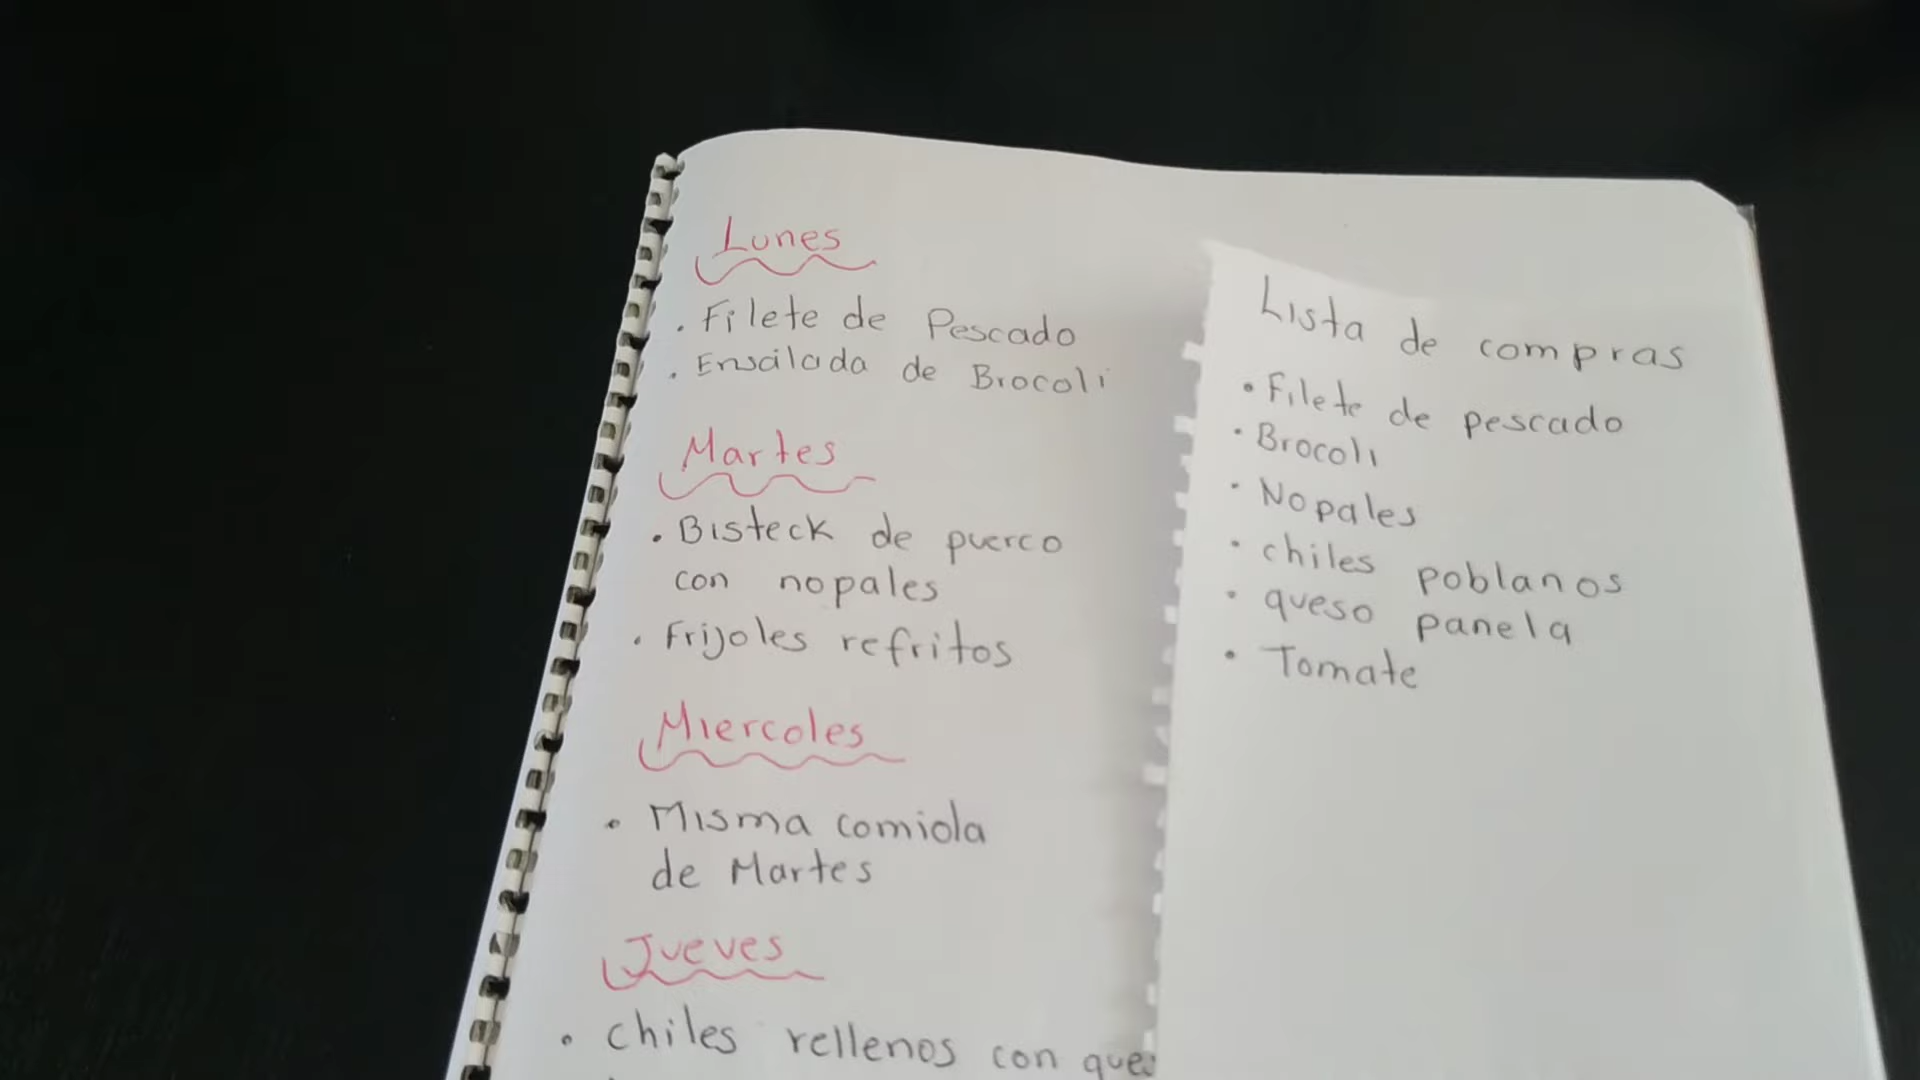 Lunes
. Filete de Pescado
. Ensalada de Brocoli
Martes
• Bisteck de puerco
con nopales
• Frijoles refritos
Miercoles
• Misma comida
de Martes
Jueves
• chiles rellenos con
Lista de compras
• Filete de pescado
• Brocoli
• Nopales
• chiles poblanos
• queso panela
• Tomate